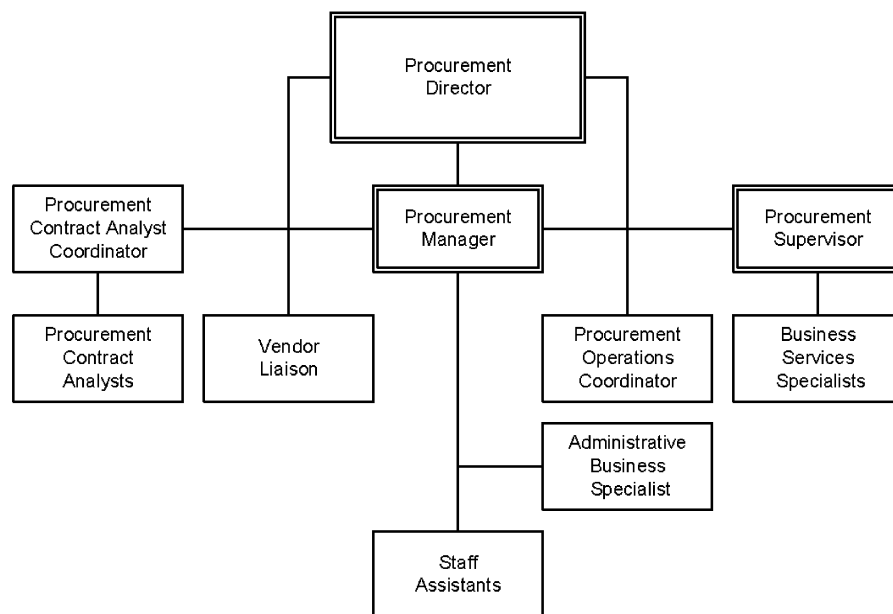 Procurement
Director
Procurement
Contract Analyst
Coordinator
Procurement
Manager
Procurement
Supervisor
Procurement
Contract
Analysts
Vendor
Liaison
Procurement
Operations
Coordinator
Business
Services
Specialists
Administrative
Business
Specialist
Staff
Assistants